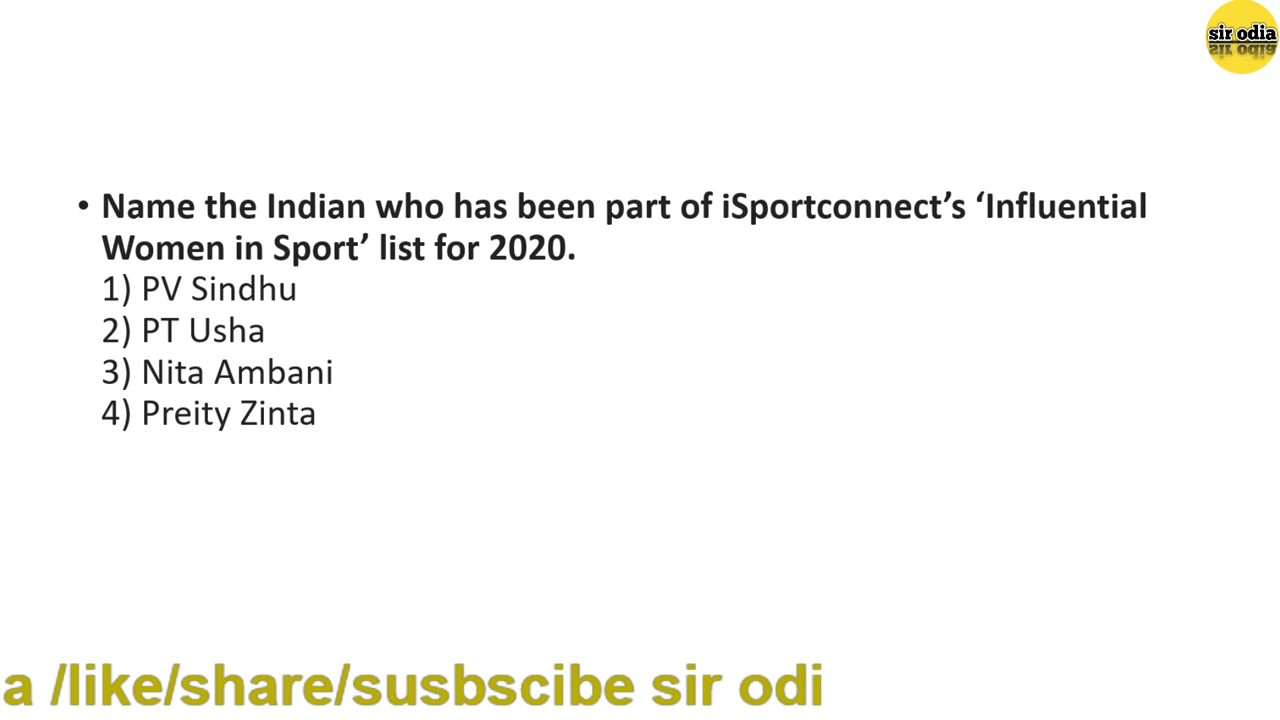 sir odia
• Name the Indian who has been part of iSportconnect’s ‘Influential
Women in Sport’ list for 2020.
1) PV Sindhu
2) PT Usha
3) Nita Ambani
4) Preity Zinta
a /like/share/susbscibe sir odi